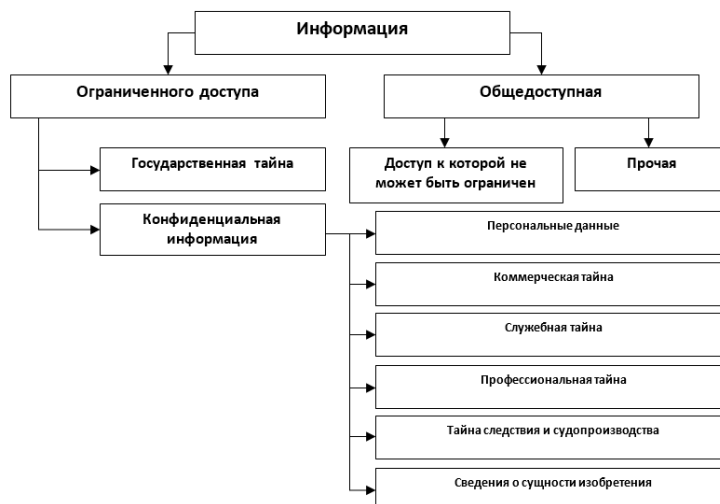 Информация
Ограниченного доступа
Общедоступная
Государственная тайна
Доступ к которой не
может быть ограничен
Прочая
Конфиденциальная
информация
Персональные данные
Коммерческая тайна
Служебная тайна
Профессиональная тайна
Тайна следствия и судопроизводства
Сведения о сущности изобретения